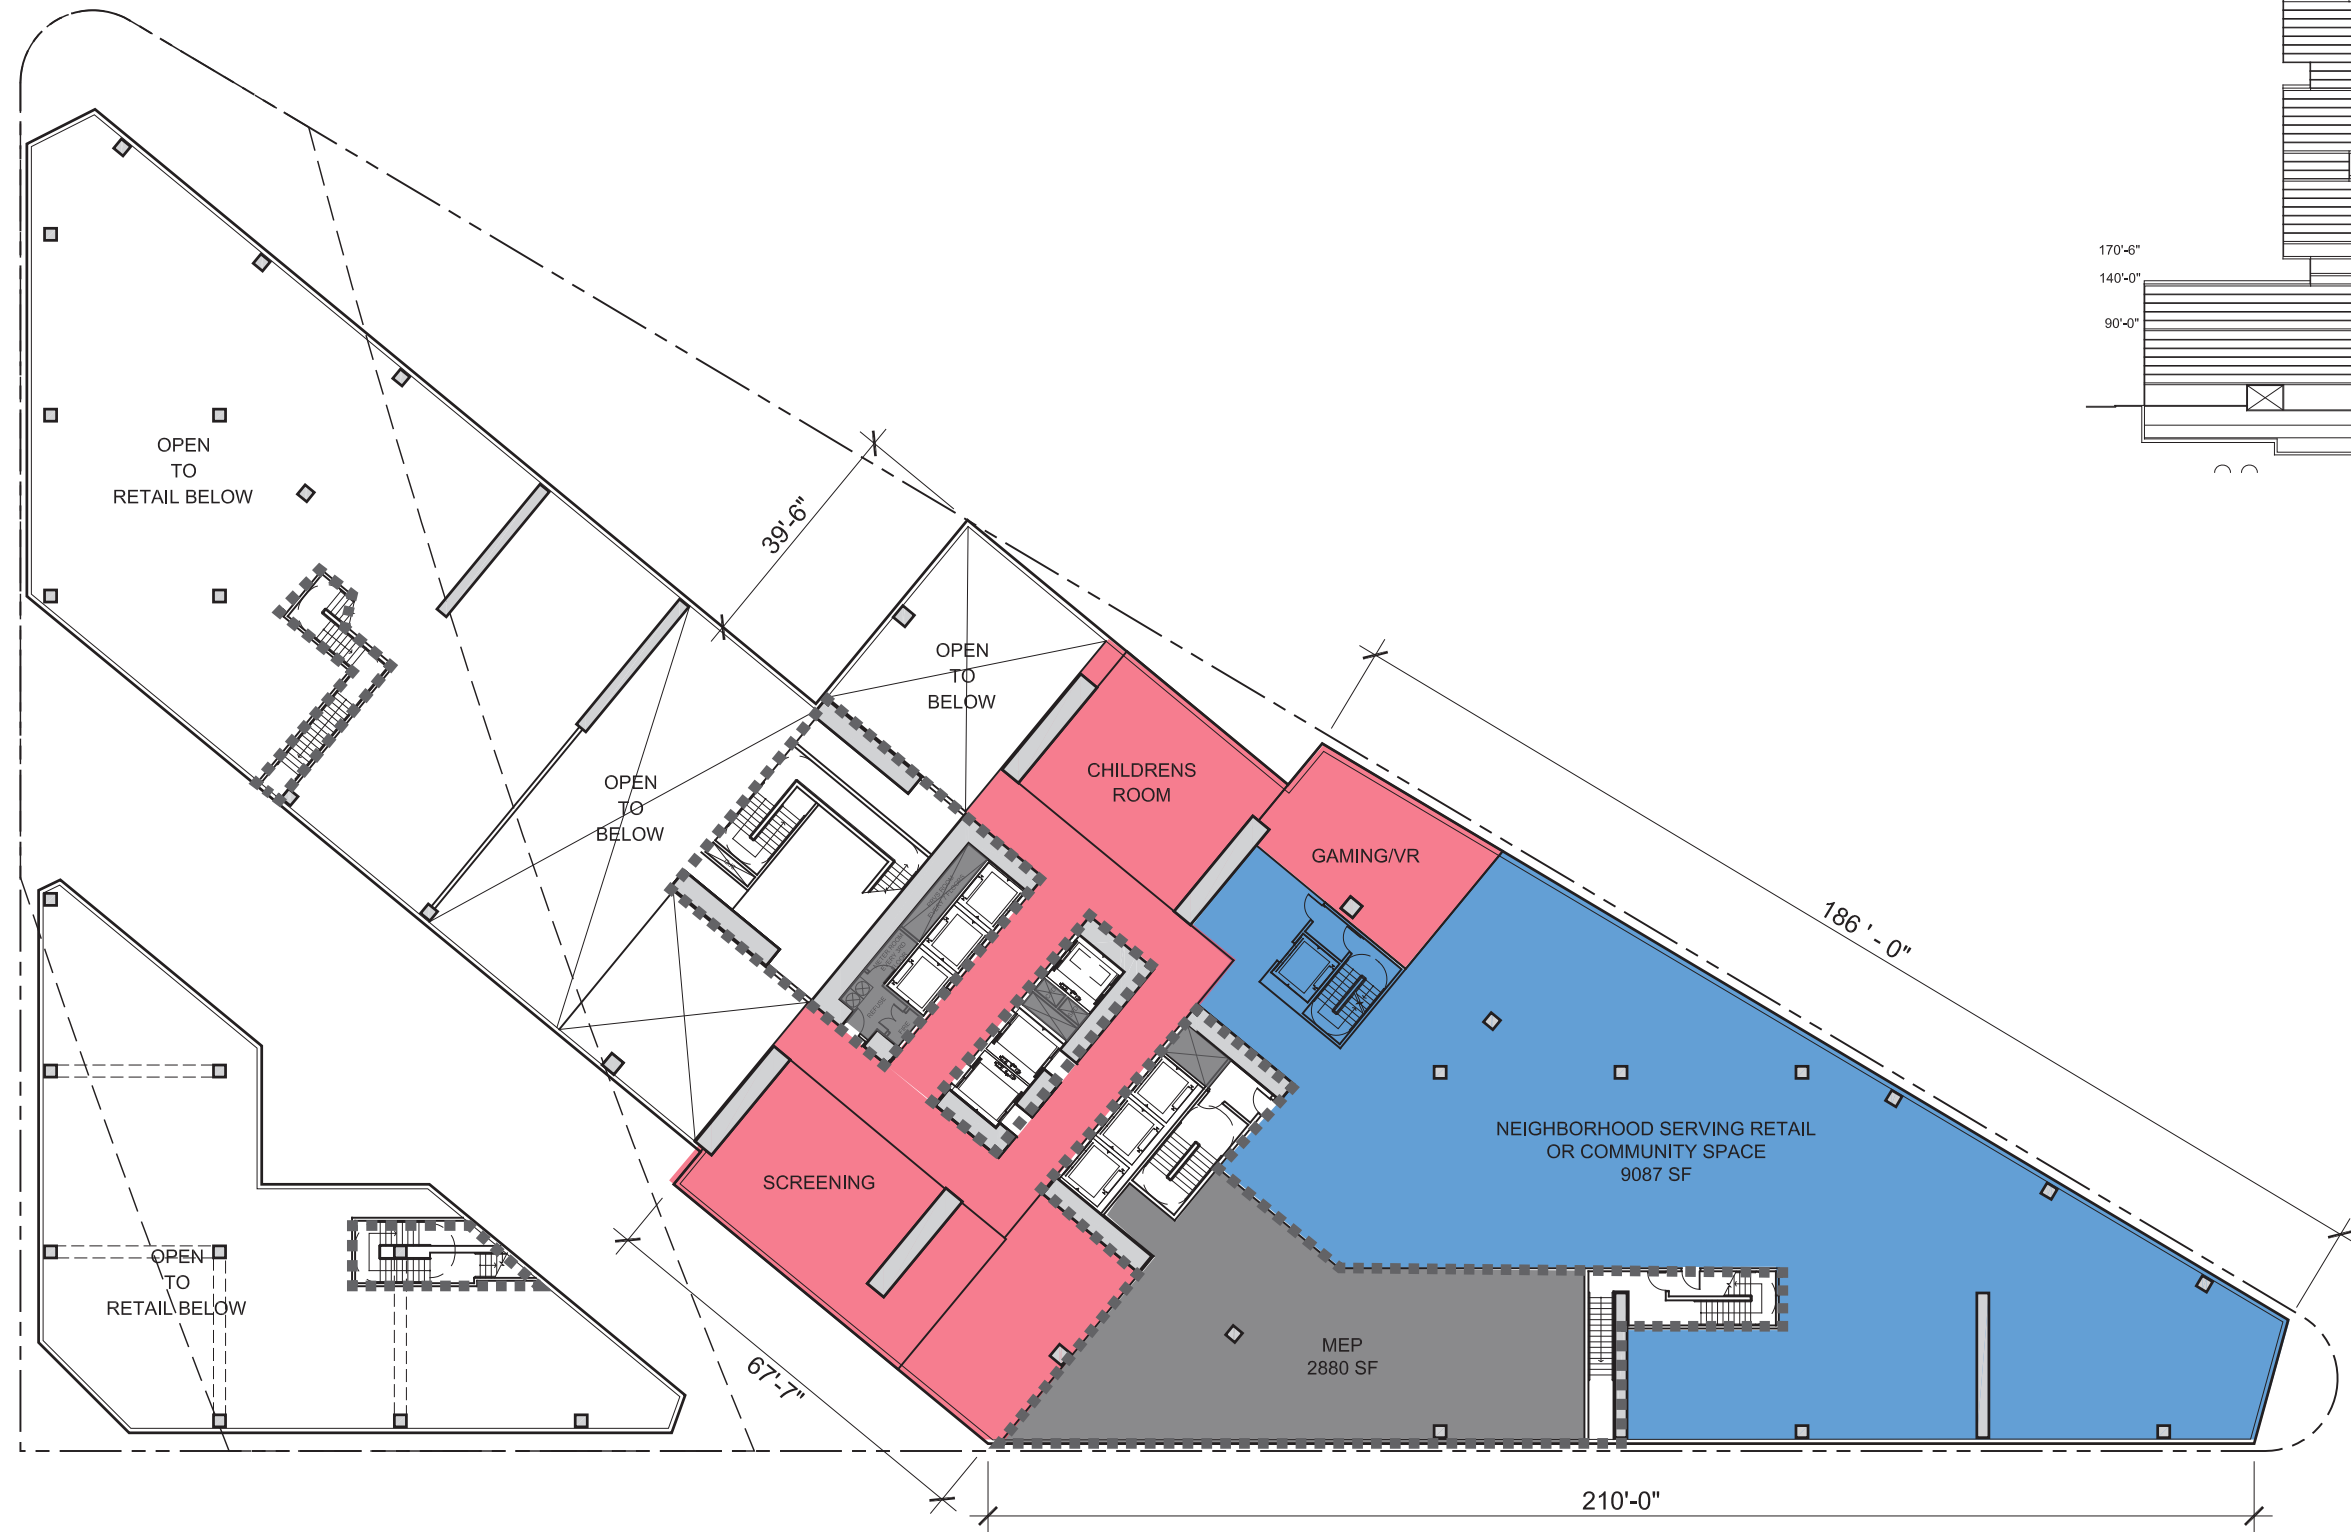 170'-6"
140'-0"
90'-0"
OPEN
TO
RETAIL BELOW
39'-6"
OPEN
TO
BELOW
CHILDRENS
ROOM
OPEN
TO
BELOW
GAMING/VR
186 ' - 0"
REFUSE
NEIGHBORHOOD SERVING RETAIL
OR COMMUNITY SPACE
9087 SF
SCREENING
OPEN
TO
RETAIL BELOW
MEP
2880 SF
67'-7"
210'-0"